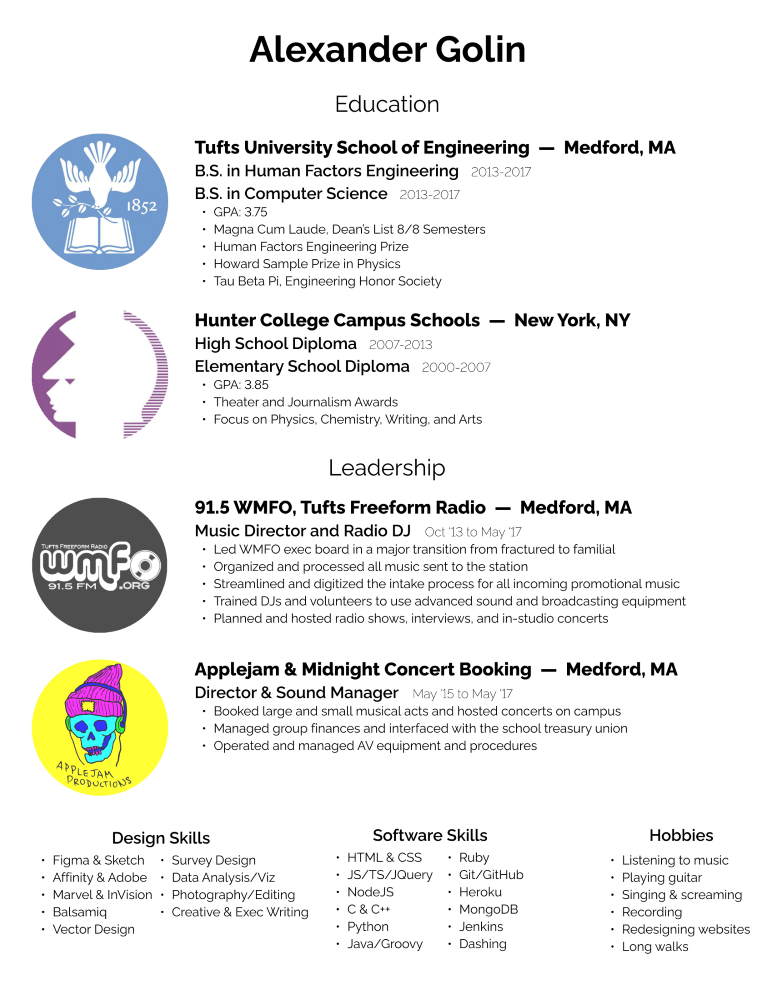 Alexander Golin
Education
1852
Tufts University School of Engineering — Medford, MA
B.S. in Human Factors Engineering 2013-2017
B.S. in Computer Science 2013-2017
• GPA: 3.75
• Magna Cum Laude, Dean's List 8/8 Semesters
• Human Factors Engineering Prize
• Howard Sample Prize in Physics
• Tau Beta Pi, Engineering Honor Society
Hunter College Campus Schools — New York, NY
High School Diploma 2007-2013
Elementary School Diploma 2000-2007
• GPA: 3.85
• Theater and Journalism Awards
• Focus on Physics, Chemistry, Writing, and Arts
Leadership
TUFTS FREEFORM RADIO
wmfo
91.5 FM .ORG
91.5 WMFO, Tufts Freeform Radio — Medford, MA
Music Director and Radio DJ Oct '13 to May '17
• Led WMFO exec board in a major transition from fractured to familial
• Organized and processed all music sent to the station
• Streamlined and digitized the intake process for all incoming promotional music
• Trained DJs and volunteers to use advanced sound and broadcasting equipment
• Planned and hosted radio shows, interviews, and in-studio concerts
APPLEJAM
PRODUCTIONS
Applejam & Midnight Concert Booking — Medford, MA
Director & Sound Manager May '15 to May '17
• Booked large and small musical acts and hosted concerts on campus
• Managed group finances and interfaced with the school treasury union
• Operated and managed AV equipment and procedures
Design Skills
• Figma & Sketch
• Affinity & Adobe
• Marvel & InVision
• Balsamiq
• Vector Design
• Survey Design
• Data Analysis/Viz
• Photography/Editing
• Creative & Exec Writing
Software Skills
• HTML & CSS
• JS/TS/JQuery
• NodeJS
• C & C++
• Python
• Java/Groovy
• Ruby
• Git/GitHub
• Heroku
• MongoDB
• Jenkins
• Dashing
Hobbies
• Listening to music
• Playing guitar
• Singing & screaming
• Recording
• Redesigning websites
• Long walks